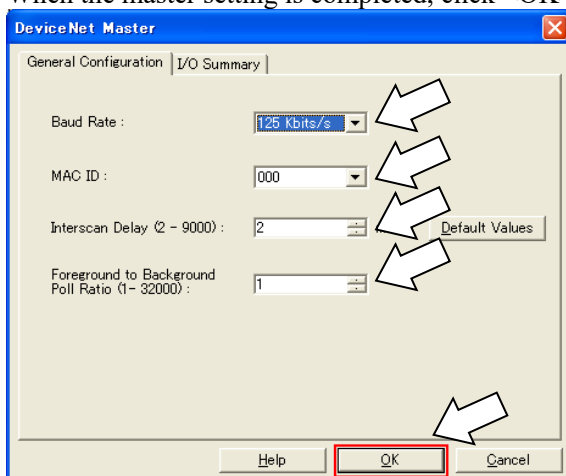 When the master setting is completed, click "OK"
DeviceNet Master
General Configuration I/O Summary
Baud Rate : 125 Kbits/s
MAC ID : 000
Interscan Delay (2 - 9000) : 2 Default Values
Foreground to Background
Poll Ratio (1- 32000) : 1
Help OK Cancel